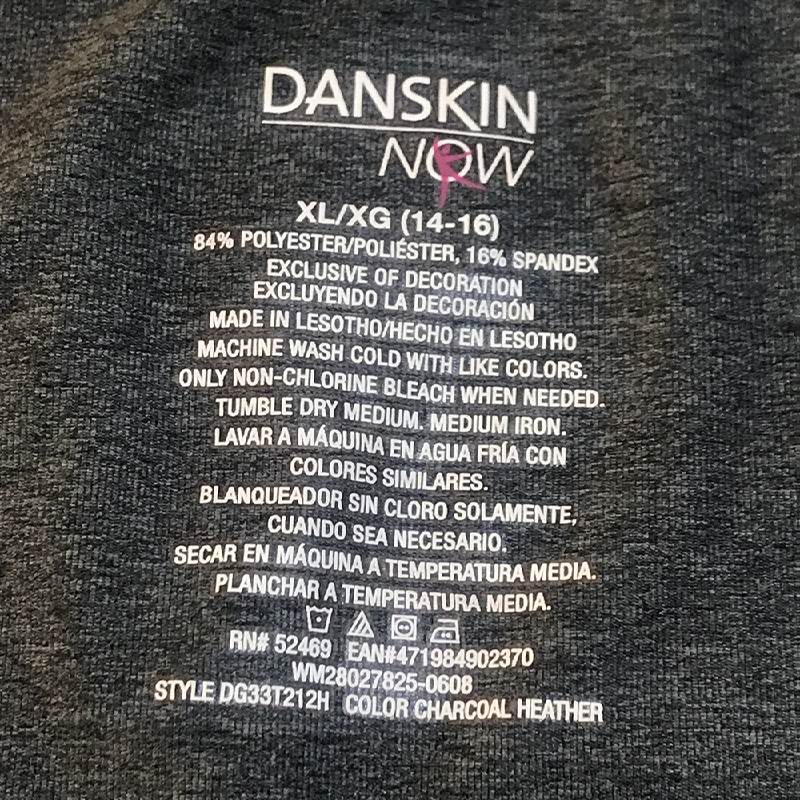 DANSKIN
NOW
XL/XG (14-16)
84% POLYESTER/POLIÉSTER, 16% SPANDEX
EXCLUSIVE OF DECORATION
EXCLUYENDO LA DECORACIÓN
MADE IN LESOTHO/HECHO EN LESOTHO
MACHINE WASH COLD WITH LIKE COLORS.
ONLY NON-CHLORINE BLEACH WHEN NEEDED.
TUMBLE DRY MEDIUM. MEDIUM IRON.
LAVAR A MÁQUINA EN AGUA FRÍA CON
COLORES SIMILARES.
BLANQUEADOR SIN CLORO SOLAMENTE,
CUANDO SEA NECESARIO.
SECAR EN MÁQUINA A TEMPERATURA MEDIA.
PLANCHAR A TEMPERATURA MEDIA.
RN# 52469 EAN#471984902370
WM28027825-0608
STYLE DG33T212H COLOR CHARCOAL HEATHER